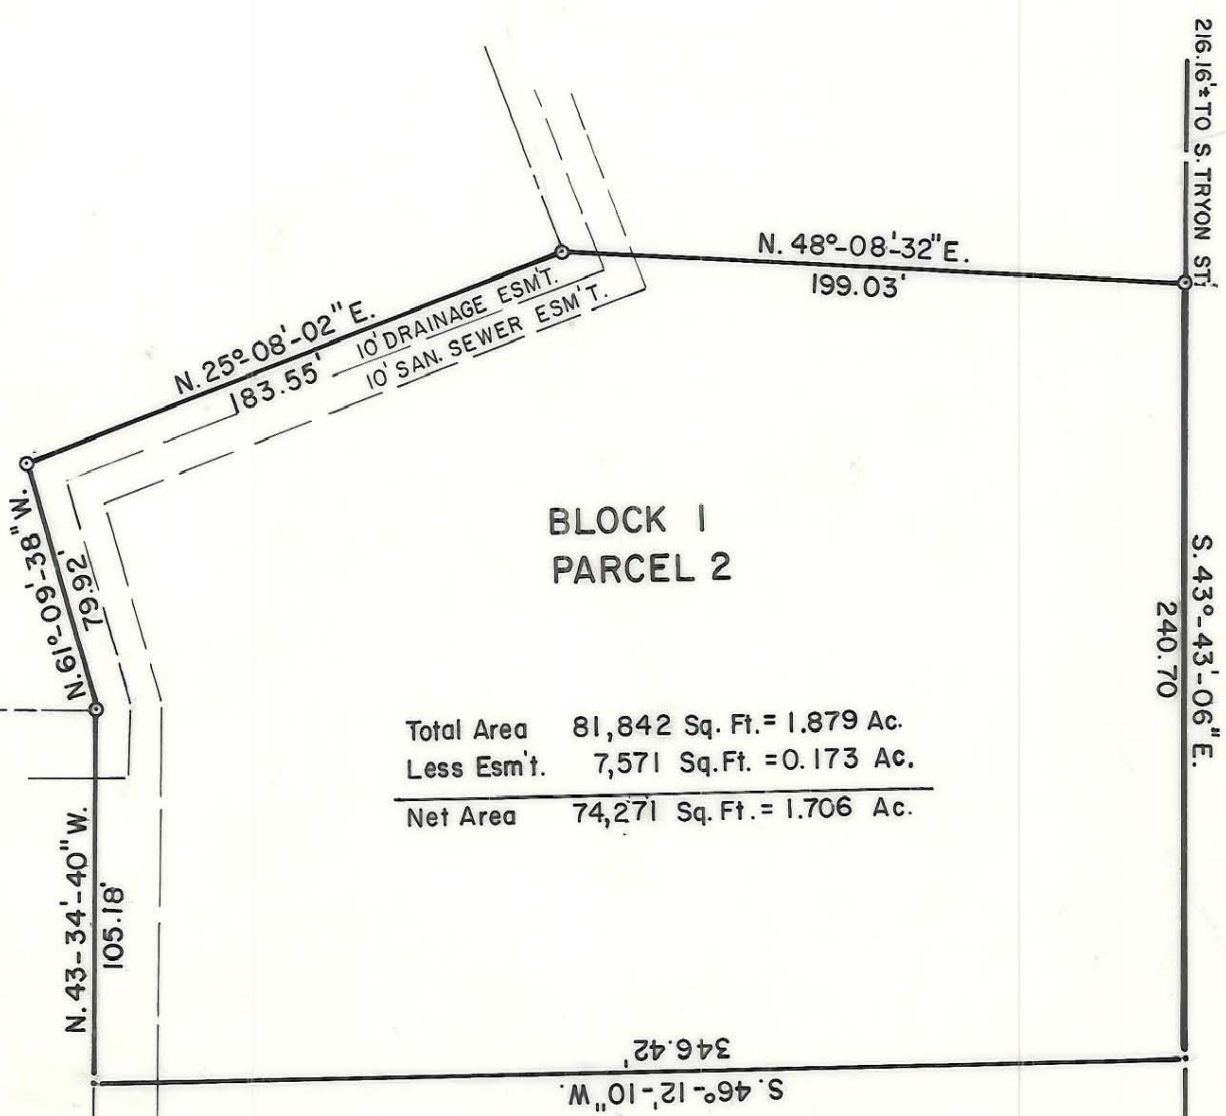 216.16'± TO S. TRYON ST.
N. 48°-08'-32" E.
199.03'
N. 25°-08'-02" E.
183.55'
10' DRAINAGE ESM'T.
10' SAN. SEWER ESM'T.
N. 61°-09'-38" W.
79.92'
BLOCK 1
PARCEL 2
S. 43°-43'-06" E.
240.70
Total Area 81,842 Sq. Ft. = 1.879 Ac.
Less Esm't. 7,571 Sq. Ft. = 0.173 Ac.
Net Area 74,271 Sq. Ft. = 1.706 Ac.
N. 43-34'-40" W.
105.18'
346.42'
S. 46°-12'-10" W.